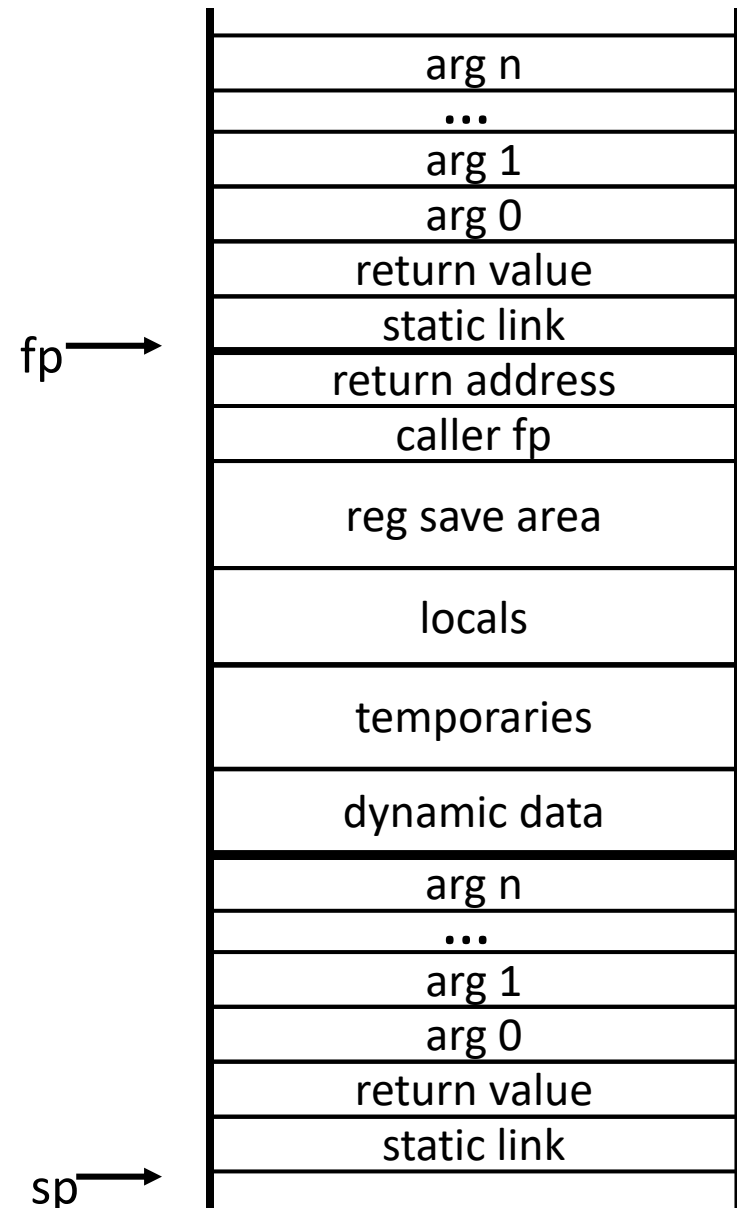 arg n
...
arg 1
arg 0
return value
static link
fp
return address
caller fp
reg save area
locals
temporaries
dynamic data
arg n
...
arg 1
arg 0
return value
static link
sp